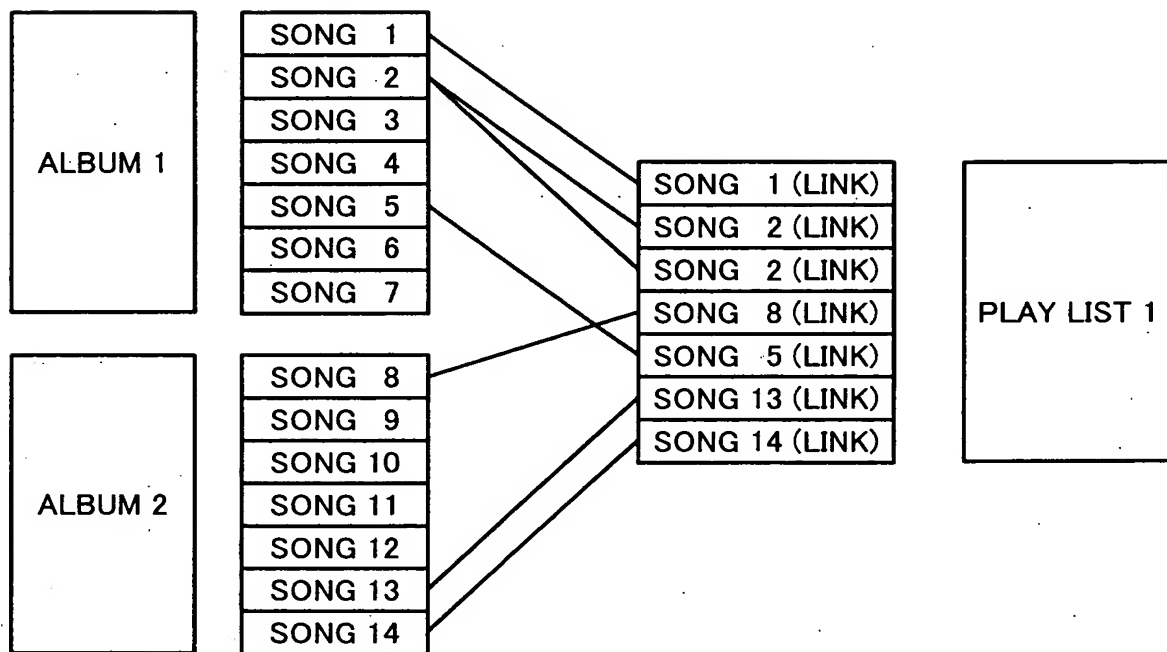 ALBUM 1
SONG 1
SONG 2
SONG 3
SONG 4
SONG 5
SONG 6
SONG 7
ALBUM 2
SONG 8
SONG 9
SONG 10
SONG 11
SONG 12
SONG 13
SONG 14
SONG 1 (LINK)
SONG 2 (LINK)
SONG 2 (LINK)
SONG 8 (LINK)
SONG 5 (LINK)
SONG 13 (LINK)
SONG 14 (LINK)
PLAY LIST 1